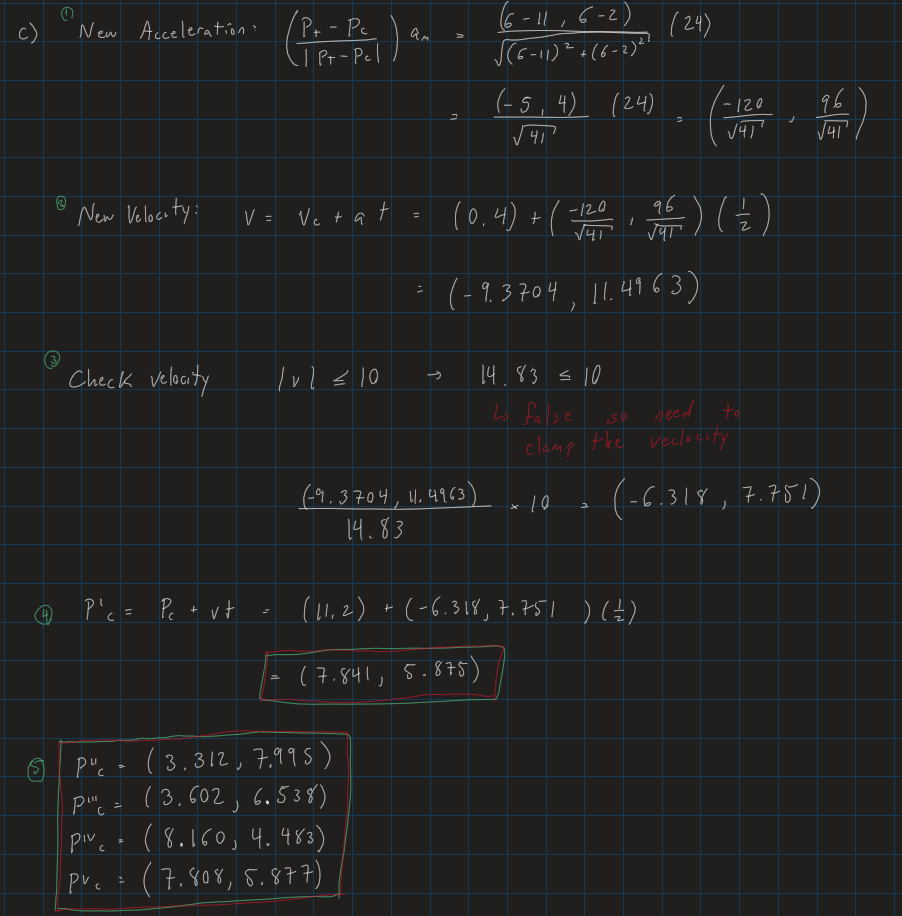 c) ① New Acceleration: ((P_T - P_c) / |P_T - P_c|) a_m = (6-11, 6-2) / √((6-11)² + (6-2)²) (24)
= (-5, 4) / √41 (24) = (-120/√41, 96/√41)
② New Velocity: v = v_c + a t = (0,4) + (-120/√41, 96/√41) (1/2)
= (-9.3704, 11.4963)
③ Check velocity |v| ≤ 10 → 14.83 ≤ 10
↳ false so need to
clamp the veclocity
(-9.3704, 11.4963) / 14.83 × 10 = (-6.318, 7.751)
④ P'_c = P_c + vt = (11,2) + (-6.318, 7.751) (1/2)
= (7.841, 5.875)
⑤ P''_c = (3.312, 7.995)
P'''_c = (3.602, 6.538)
P^IV_c = (8.160, 4.483)
P^V_c = (7.808, 5.877)